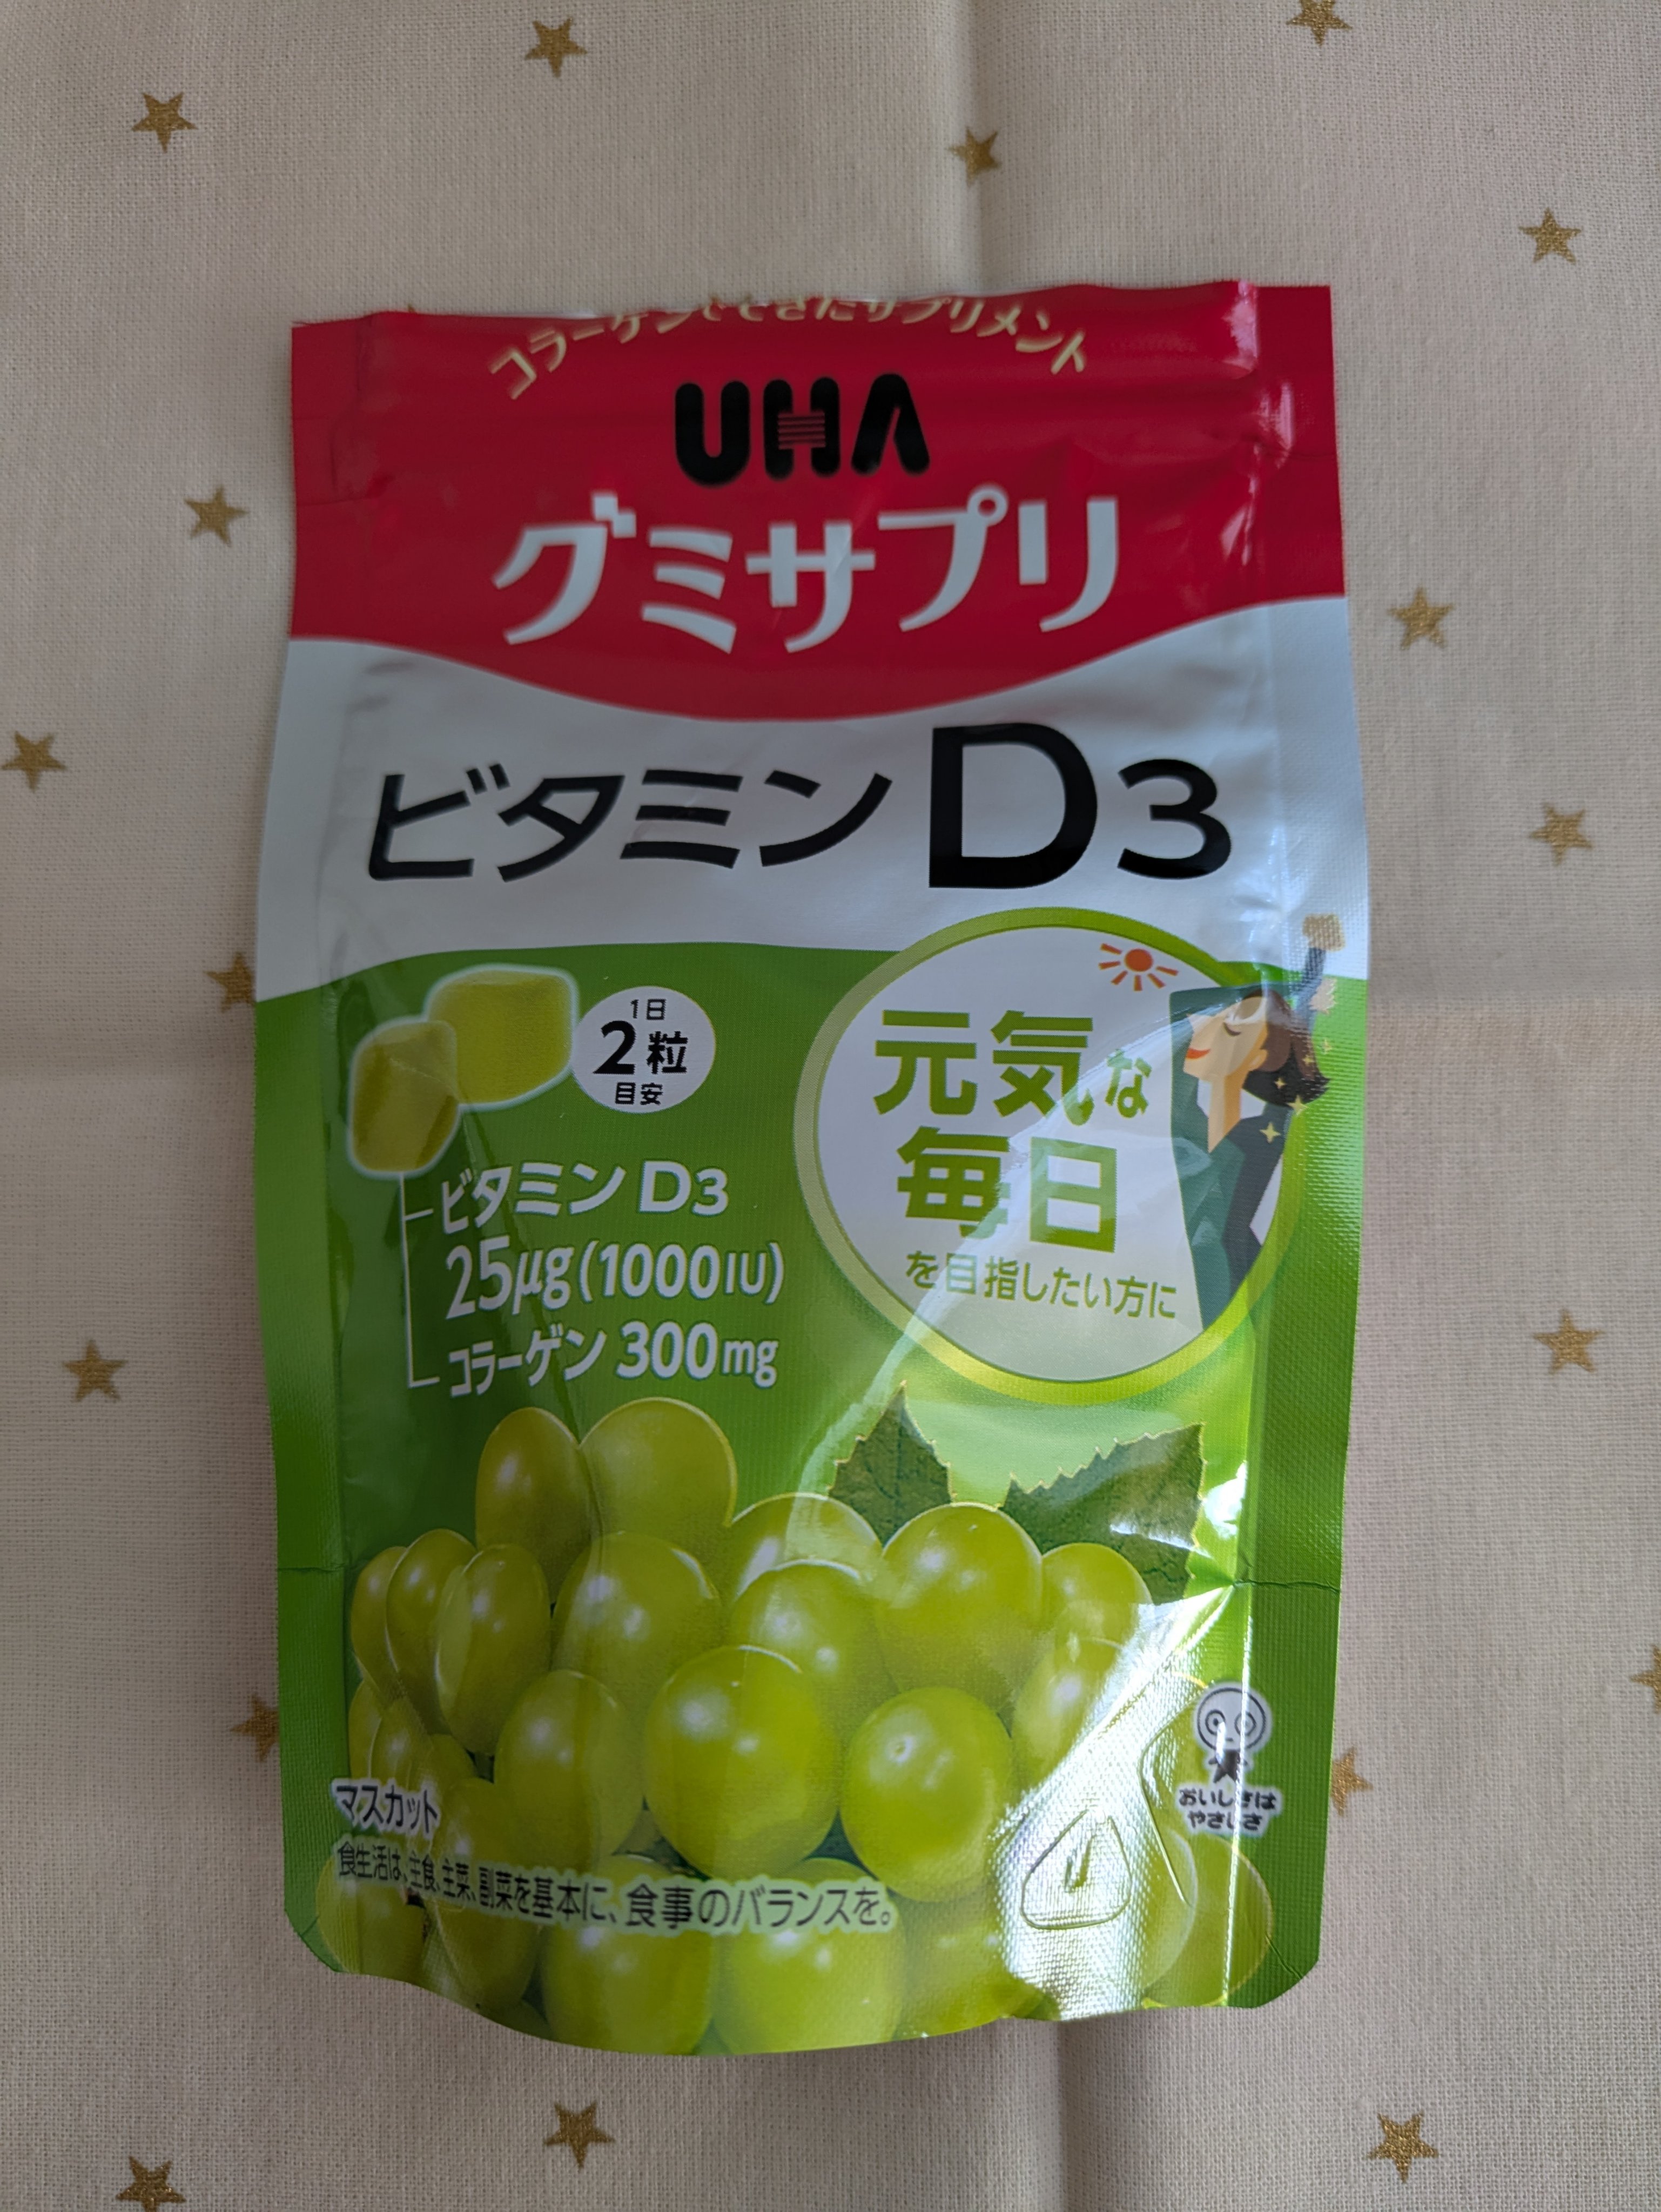 コラーゲンでできたサプリメント
UHA
グミサプリ
ビタミンD3
1日
2粒
目安
ビタミンD3
25μg(1000IU)
コラーゲン 300mg
元気な
毎日
を目指したい方に
マスカット
食生活は、主食、主菜、副菜を基本に、食事のバランスを。
おいしさは
やさしさ